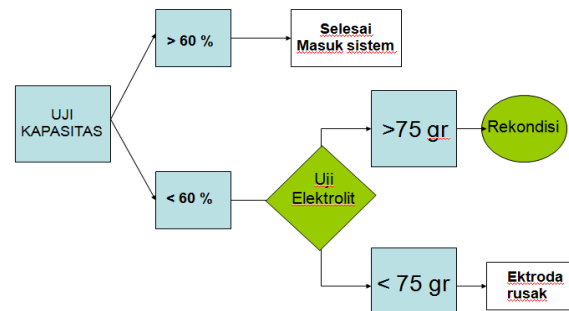 > 60 %
Selesai
Masuk sistem
UJI
KAPASITAS
>75 gr
Rekondisi
< 60 %
Uji
Elektrolit
< 75 gr
Ektroda
rusak